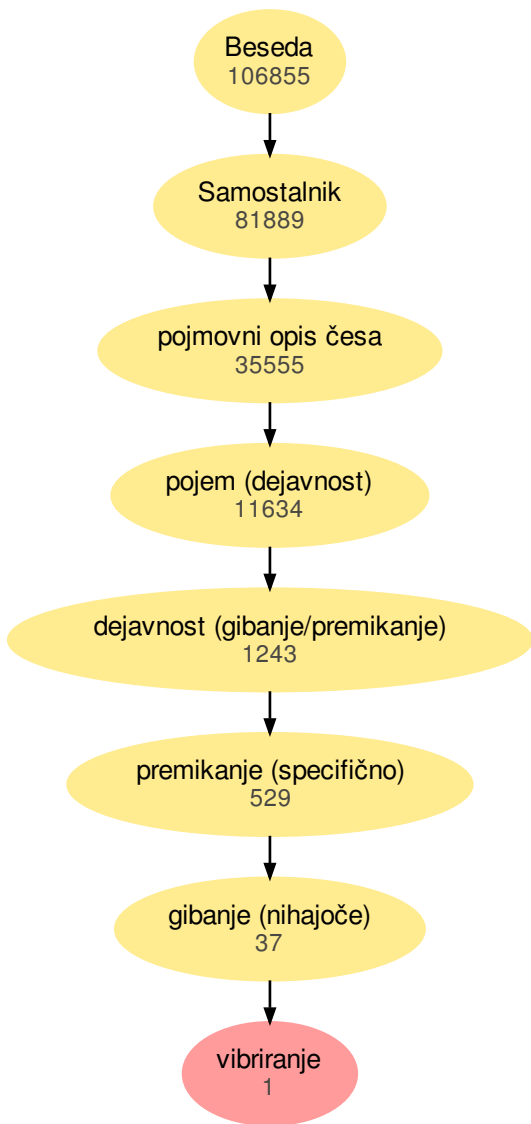 Beseda
106855
Samostalnik
81889
pojmovni opis česa
35555
pojem (dejavnost)
11634
dejavnost (gibanje/premikanje)
1243
premikanje (specifično)
529
gibanje (nihajoče)
37
vibriranje
1